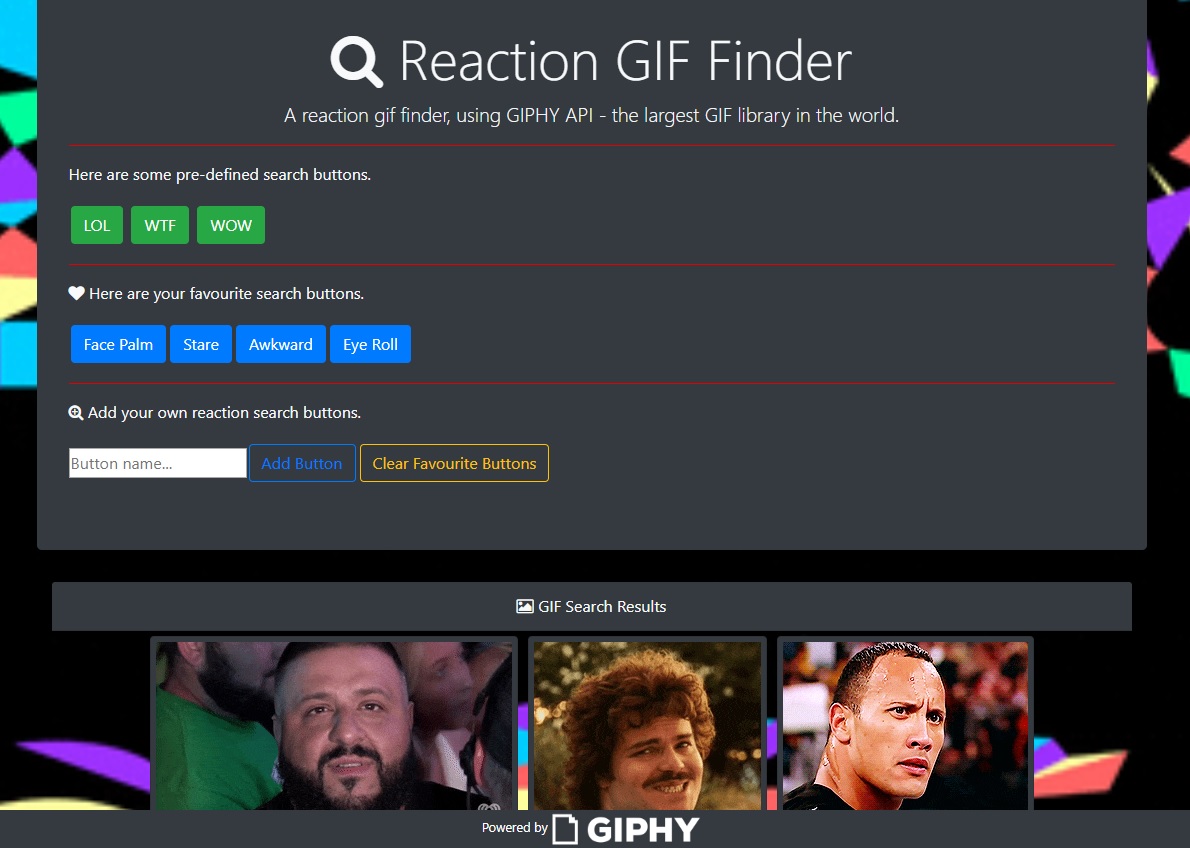 Reaction GIF Finder
A reaction gif finder, using GIPHY API - the largest GIF library in the world.
Here are some pre-defined search buttons.
LOL WTF WOW
Here are your favourite search buttons.
Face Palm Stare Awkward Eye Roll
Add your own reaction search buttons.
Button name... Add Button Clear Favourite Buttons
GIF Search Results
Powered by GIPHY